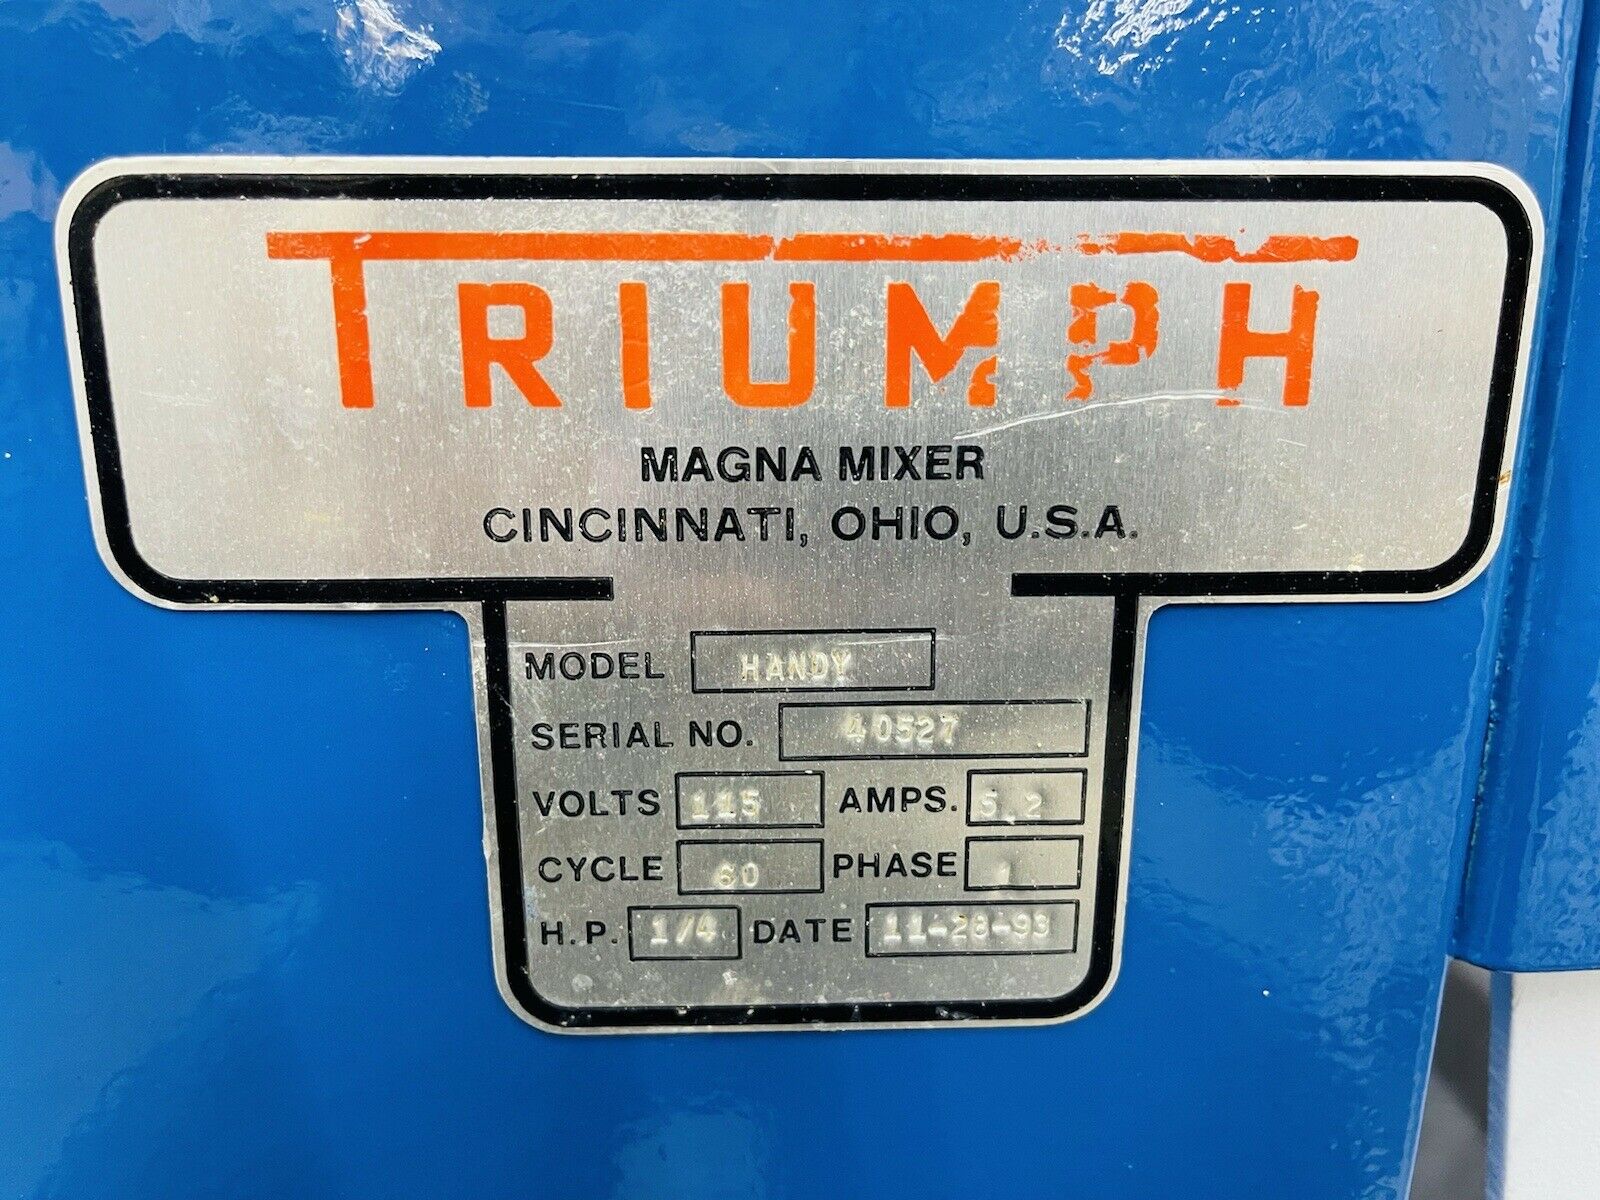 TRIUMPH
MAGNA MIXER
CINCINNATI, OHIO, U.S.A.
MODEL HANDY
SERIAL NO. 40527
VOLTS 115 AMPS. 5.2
CYCLE 60 PHASE 1
H.P. 1/4 DATE 11-28-93